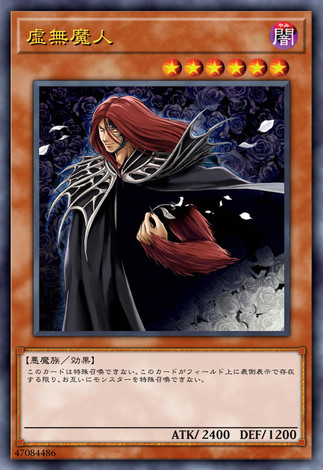 虚無魔人
やみ
闇
【悪魔族／効果】
このカードは特殊召喚できない。このカードがフィールド上に表側表示で存在
する限り、お互いにモンスターを特殊召喚できない。
ATK/ 2400 DEF/1200
47084486